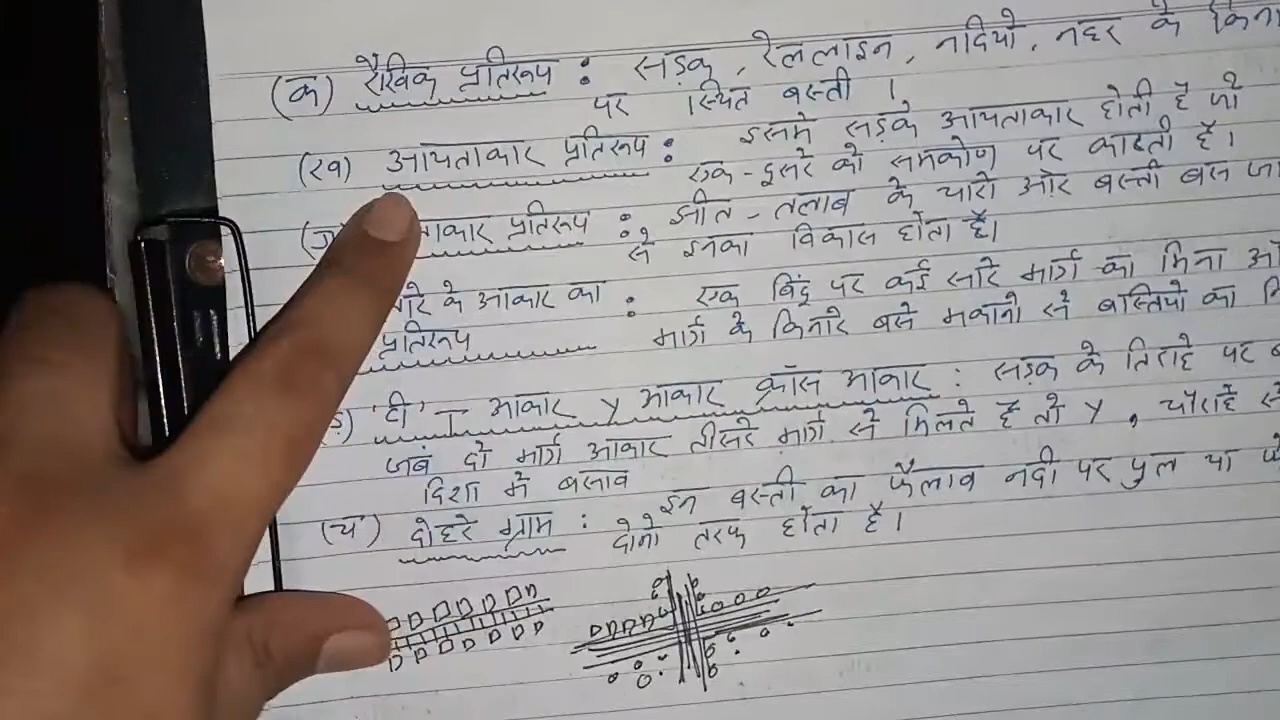 (क) रैखिक प्रतिरूप : सड़क, रेललाइन, नदियो, नहर के
पर स्थित बस्ती ।
(ख) आयताकार प्रतिरूप : इसमे सड़के आयताकार होती है जो
एक-दूसरे को समकोण पर काटती है।
प्रतिरूप : झील-तलाब के चारो ओर बस्ती बस
से इनका विकास होता है।
के आकार का : एक बिंदु पर कई सारे मार्ग का मिना
प्रतिरूप मार्ग के किनारे बसे मकानो से बस्तियो का
'टी' T आकार Y आकार क्रॉस आकार : सड़क के तिराहे पर
जब दो मार्ग आकार तीसरे मार्ग से मिलते है तो Y, चौराहे
दिशा मे बसाव
(च) दोहरे ग्राम : इन बस्ती का फैलाव नदी पर पुल या
दोनो तरफ होता है।